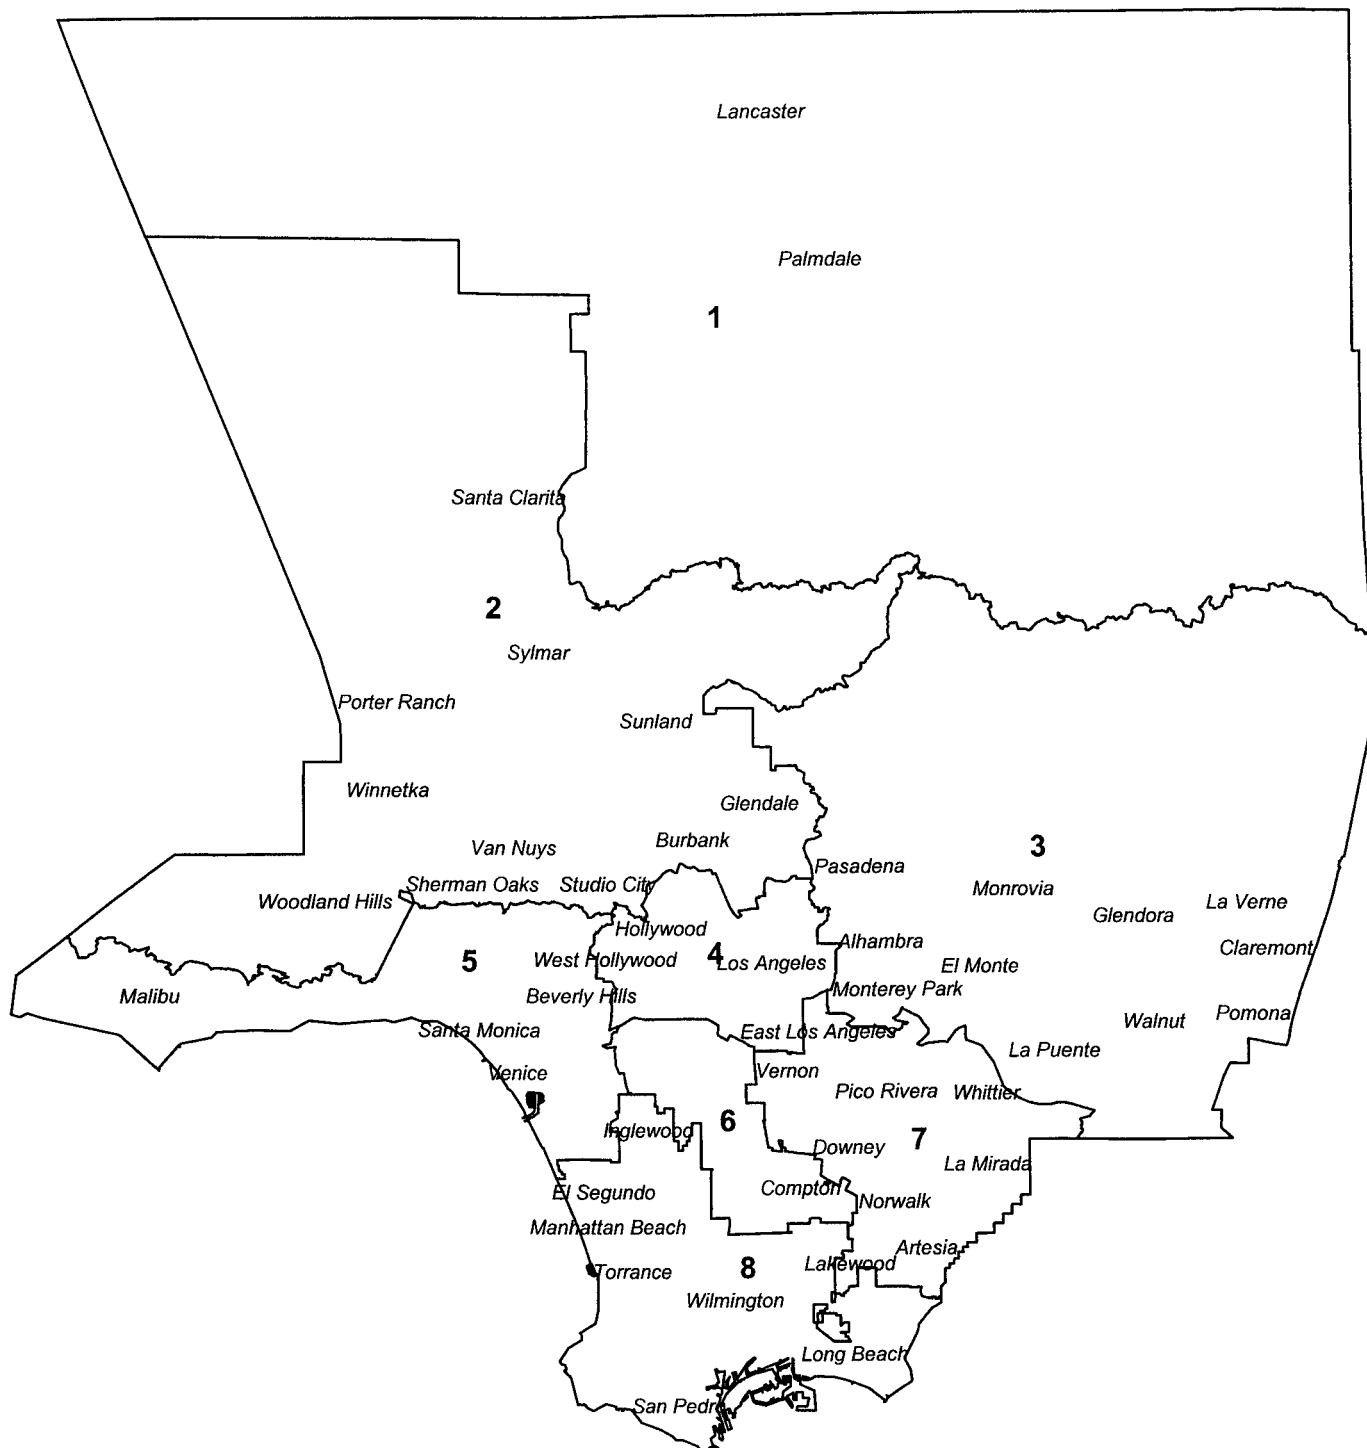 Lancaster
Palmdale
1
Santa Clarita
2
Sylmar
Porter Ranch
Sunland
Winnetka
Glendale
Burbank
Van Nuys
3
Pasadena
Sherman Oaks
Studio City
Monrovia
Woodland Hills
La Verne
Glendora
Hollywood
Alhambra
Claremont
4
5
West Hollywood
Los Angeles
El Monte
Malibu
Beverly Hills
Monterey Park
Pomona
Walnut
Santa Monica
East Los Angeles
La Puente
Venice
Vernon
Pico Rivera
Whittier
6
Inglewood
7
Downey
La Mirada
Compton
El Segundo
Norwalk
Manhattan Beach
Artesia
Lakewood
8
Torrance
Wilmington
Long Beach
San Pedro